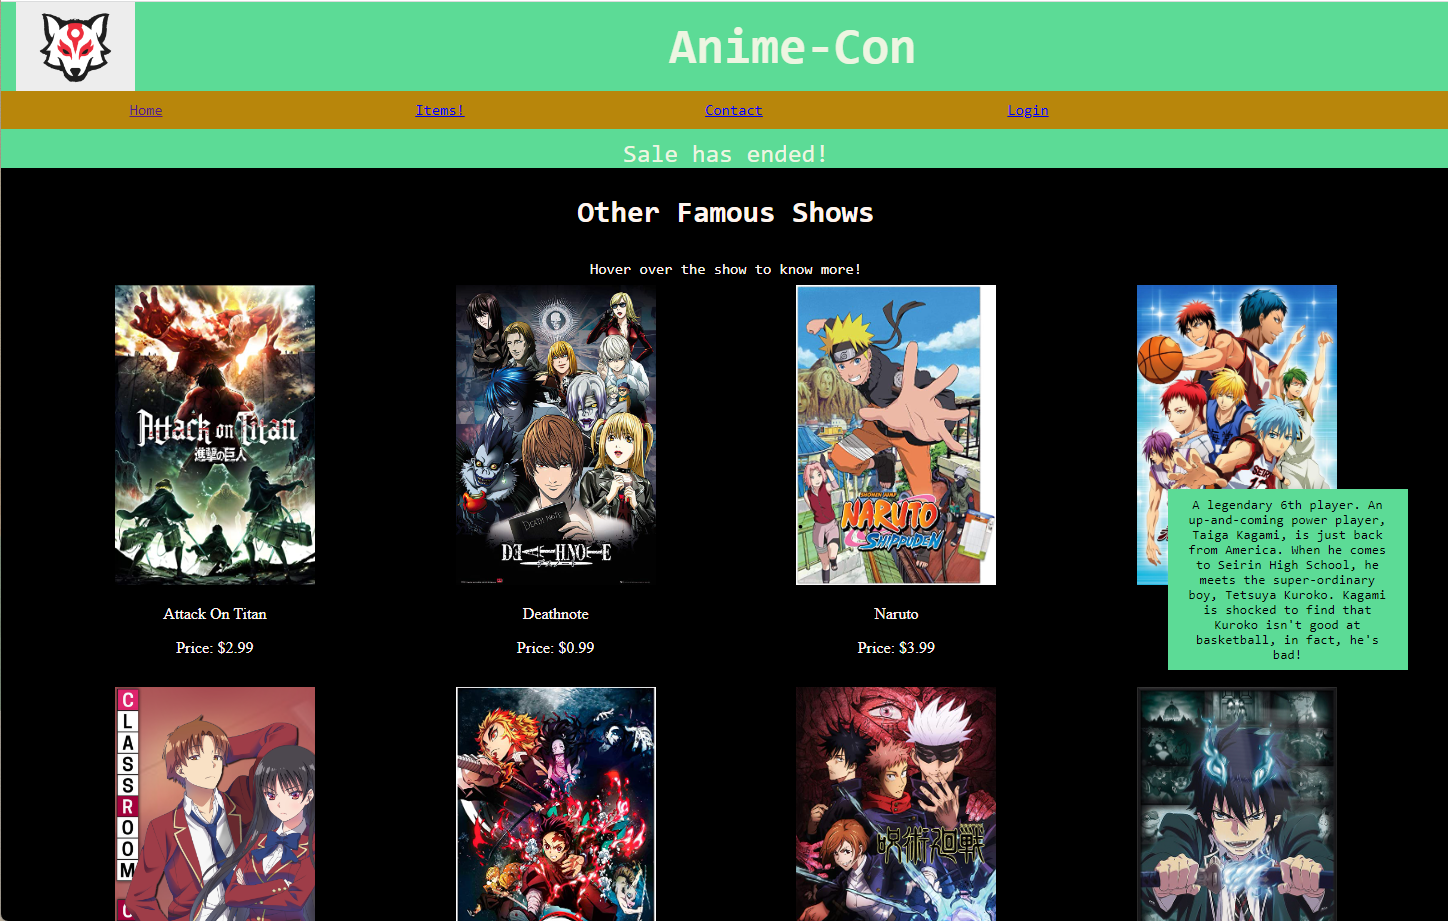 Anime-Con
Home
Items!
Contact
Login
Sale has ended!
Other Famous Shows
Hover over the show to know more!
Attack on Titan
進撃の巨人
DEATH NOTE
DEATHNOTE
SHONEN JUMP
NARUTO
SHIPPUDEN
SEIRIN
A legendary 6th player. An
up-and-coming power player,
Taiga Kagami, is just back
from America. When he comes
to Seirin High School, he
meets the super-ordinary
boy, Tetsuya Kuroko. Kagami
is shocked to find that
Kuroko isn't good at
basketball, in fact, he's
bad!
Attack On Titan
Price: $2.99
Deathnote
Price: $0.99
Naruto
Price: $3.99
CLASSROOM
呪術廻戦